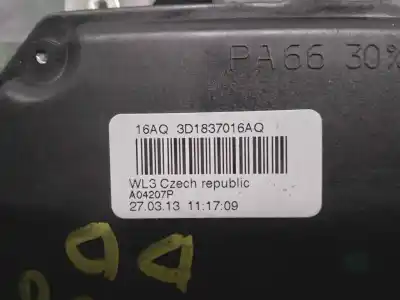 PA66 30%
16AQ 3D1837016AQ
WL3 Czech republic
A04207P
27.03.13 11:17:09